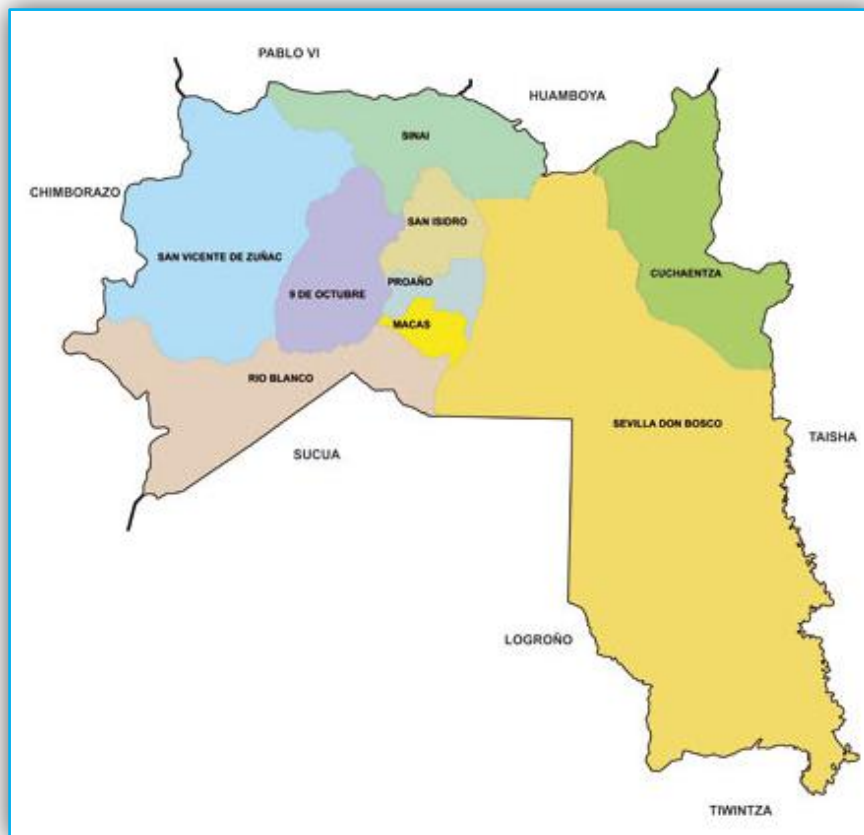 PABLO VI
HUAMBOYA
SINAI
CHIMBORAZO
SAN ISIDRO
SAN VICENTE DE ZUÑAC
CUCHAENTZA
PROAÑO
9 DE OCTUBRE
MACAS
RIO BLANCO
SEVILLA DON BOSCO
TAISHA
SUCUA
LOGROÑO
TIWINTZA